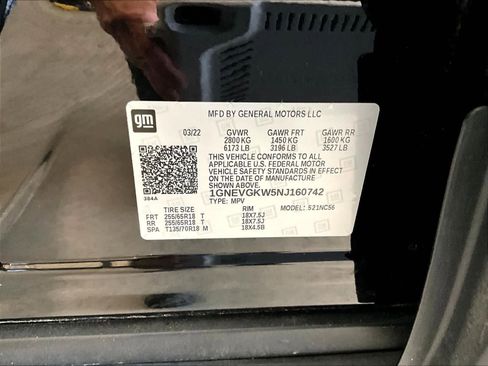 gm
MFD BY GENERAL MOTORS LLC
03/22 GVWR GAWR FRT GAWR RR
2800 KG 1450 KG 1600 KG
6173 LB 3196 LB 3527 LB
THIS VEHICLE CONFORMS TO ALL
APPLICABLE U.S. FEDERAL MOTOR
VEHICLE SAFETY STANDARDS IN
EFFECT ON THE DATE OF
MANUFACTURE SHOWN ABOVE.
384A 1GNEVGKW5NJ160742
TYPE: MPV MODEL: 521NC56
TIRE SIZE RIM
FRT 255/65R18 T 18X7.5J
RR 255/65R18 T 18X7.5J
SPA T135/70R18 M 18X4.5B